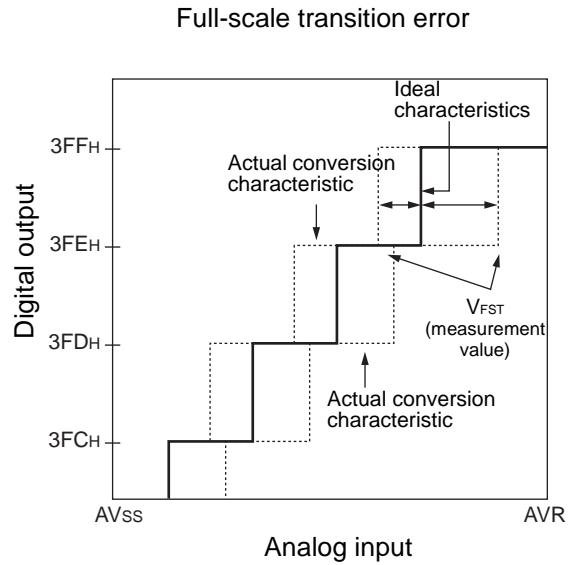 Full-scale transition error
Ideal
characteristics
3FFH
Actual conversion
characteristic
3FEH
Digital output
VFST
(measurement
value)
3FDH
Actual conversion
characteristic
3FCH
AVSS
AVR
Analog input